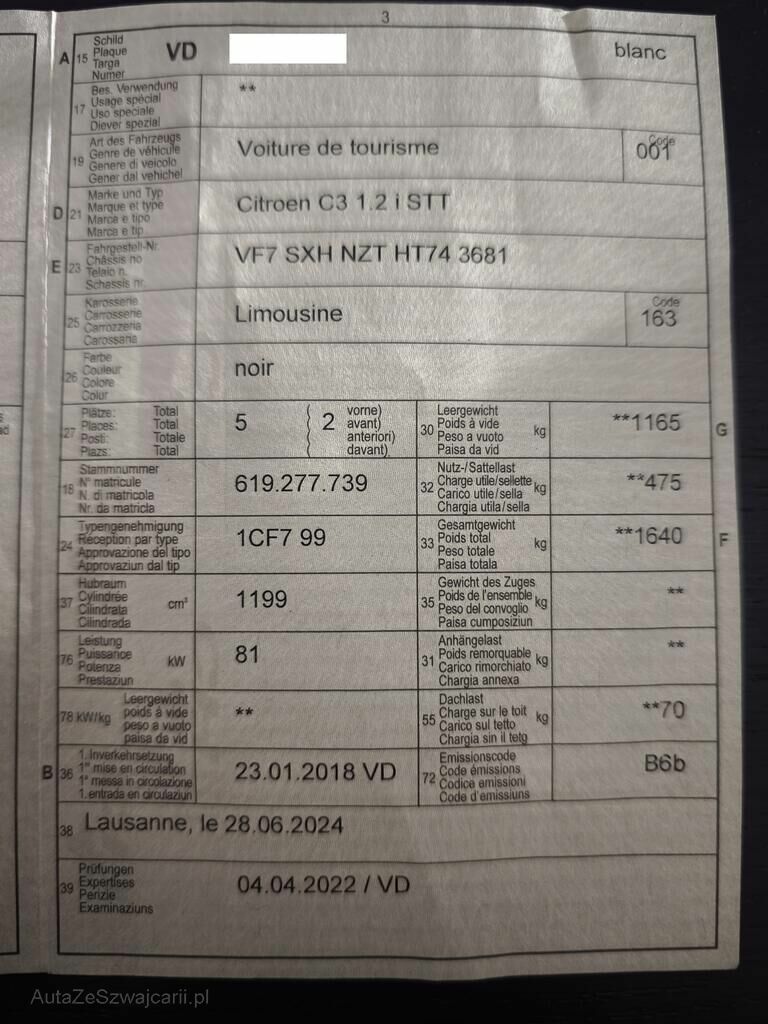 3
A 15 Schild VD blanc
Plaque
Targa
Numer
17 Bes. Verwendung **
Usage spécial
Uso speciale
Diever spezial
19 Art des Fahrzeugs Voiture de tourisme Code 001
Genre de véhicule
Genere di veicolo
Gener dal vehichel
D 21 Marke und Typ Citroen C3 1.2 i STT
Marque et type
Marca e tipo
Marca e tip
E 23 Fahrgestell-Nr. VF7 SXH NZT HT74 3681
Châssis no
Telaio n.
Schassis nr.
25 Karosserie Limousine Code 163
Carrosserie
Carrozzeria
Carossaria
26 Farbe noir
Couleur
Colore
Colur
27 Plätze: Total 5 ( 2 vorne)
Places: Total avant)
Posti: Totale anteriori)
Plazs: Total davant)
30 Leergewicht kg **1165 G
Poids à vide
Peso a vuoto
Paisa da vid
18 Stammnummer 619.277.739
N° matricule
N. di matricola
Nr. da matricla
32 Nutz-/Sattellast kg **475
Charge utile/sellette
Carico utile/sella
Chargia utila/sella
24 Typengenehmigung 1CF7 99
Réception par type
Approvazione del tipo
Approvaziun dal tip
33 Gesamtgewicht kg **1640 F
Poids total
Peso totale
Paisa totala
37 Hubraum cm³ 1199
Cylindrée
Cilindrata
Cilindrada
35 Gewicht des Zuges kg **
Poids de l'ensemble
Peso del convoglio
Paisa cumposiziun
76 Leistung kW 81
Puissance
Potenza
Prestaziun
31 Anhängelast kg **
Poids remorquable
Carico rimorchiato
Chargia annexa
78 kW/kg Leergewicht **
poids à vide
peso a vuoto
paisa da vid
55 Dachlast kg **70
Charge sur le toit
Carico sul tetto
Chargia sin il tetg
B 36 1. Inverkehrsetzung 23.01.2018 VD
1re mise en circulation
1a messa in circolazione
1. entrada en circulaziun
72 Emissionscode B6b
Code émissions
Codice emissioni
Code d'emissiuns
38 Lausanne, le 28.06.2024
39 Prüfungen 04.04.2022 / VD
Expertises
Perizie
Examinaziuns
AutaZeSzwajcarii.pl